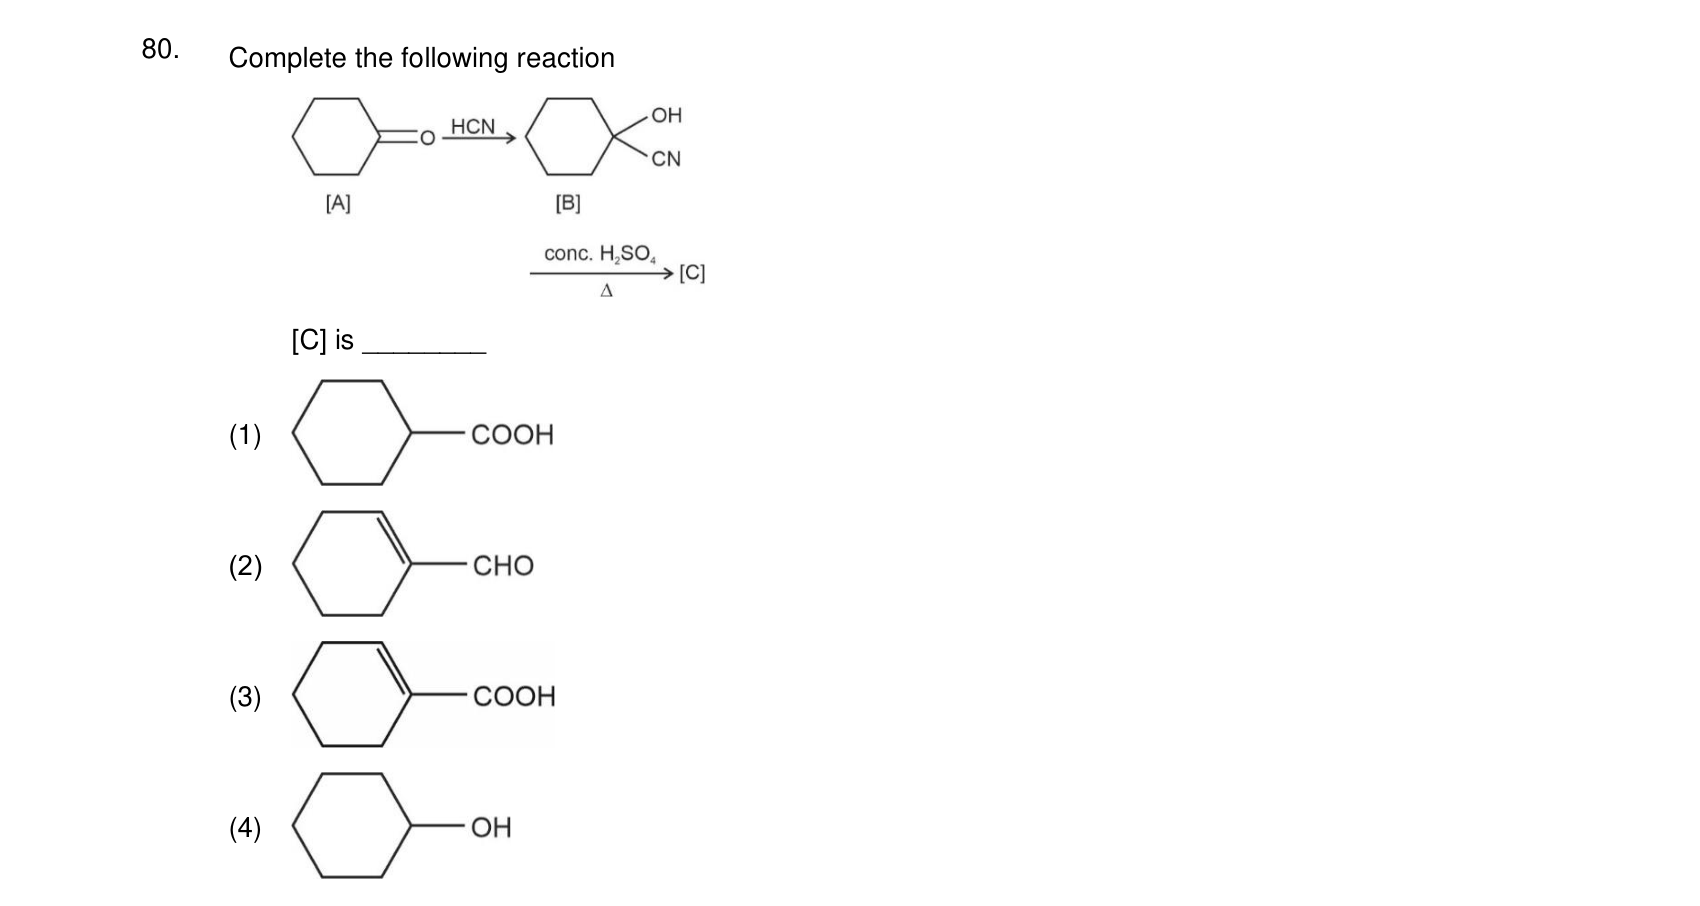 80. Complete the following reaction
O HCN OH
CN
[A] [B]
conc. H₂SO₄
[C]
Δ
[C] is ________
(1) COOH
(2) CHO
(3) COOH
(4) OH